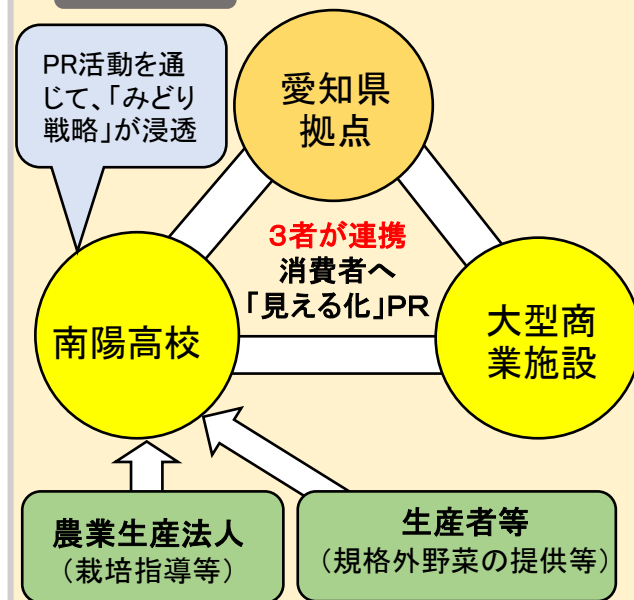 PR活動を通
じて、「みどり
戦略」が浸透
愛知県
拠点
3者が連携
消費者へ
「見える化」PR
南陽高校
大型商
業施設
農業生産法人
（栽培指導等）
生産者等
（規格外野菜の提供等）